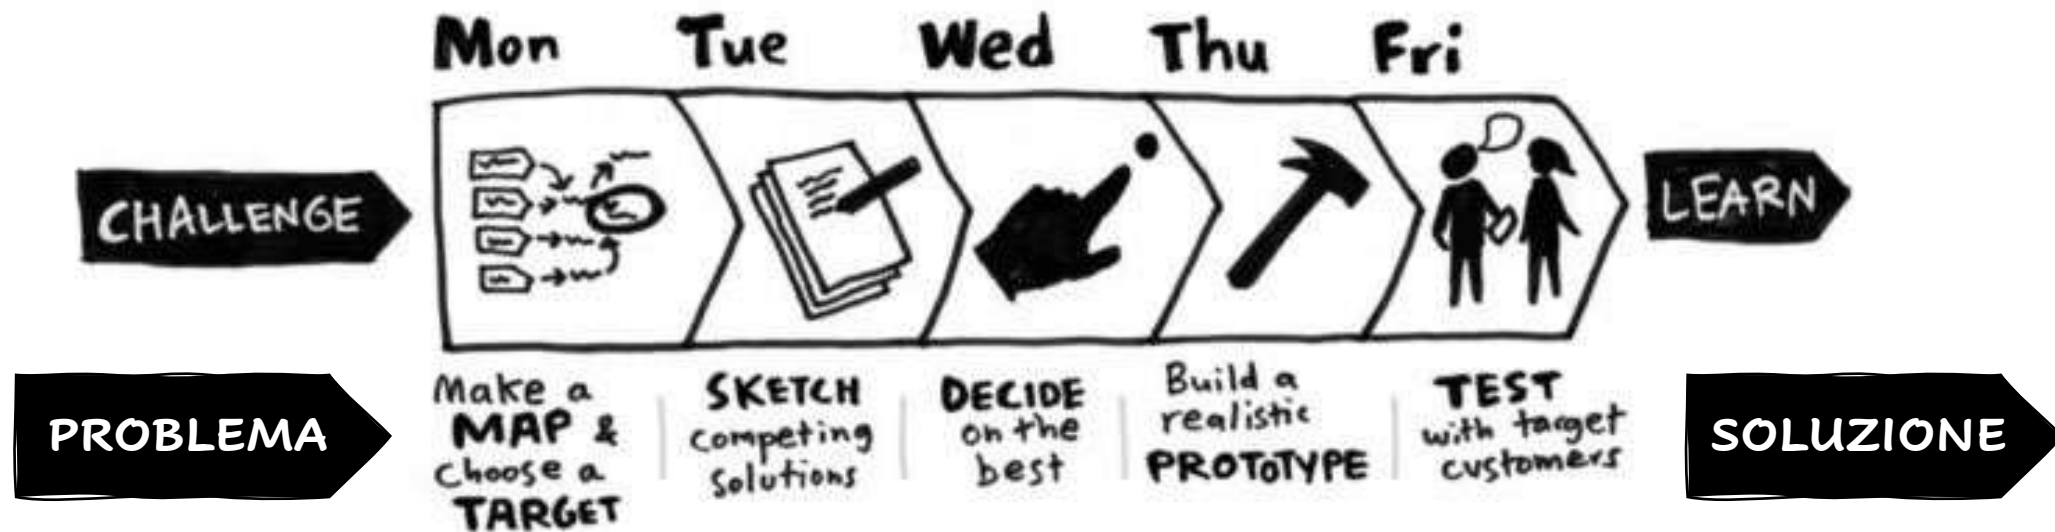 Mon Tue Wed Thu Fri
CHALLENGE
LEARN
PROBLEMA
Make a
MAP &
choose a
TARGET
SKETCH
competing
solutions
DECIDE
on the
best
Build a
realistic
PROTOTYPE
TEST
with target
customers
SOLUZIONE